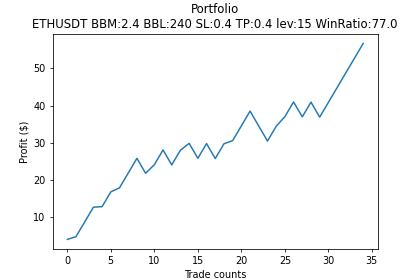 Portfolio
ETHUSDT BBM:2.4 BBL:240 SL:0.4 TP:0.4 lev:15 WinRatio:77.0
50
40
30
20
10
Profit ($)
0 5 10 15 20 25 30 35
Trade counts